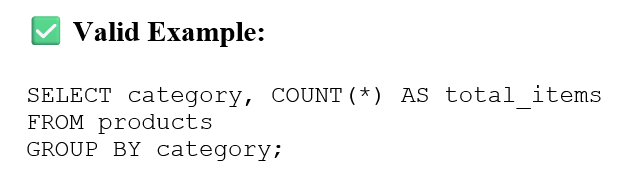 ✅ Valid Example:
SELECT category, COUNT(*) AS total_items
FROM products
GROUP BY category;